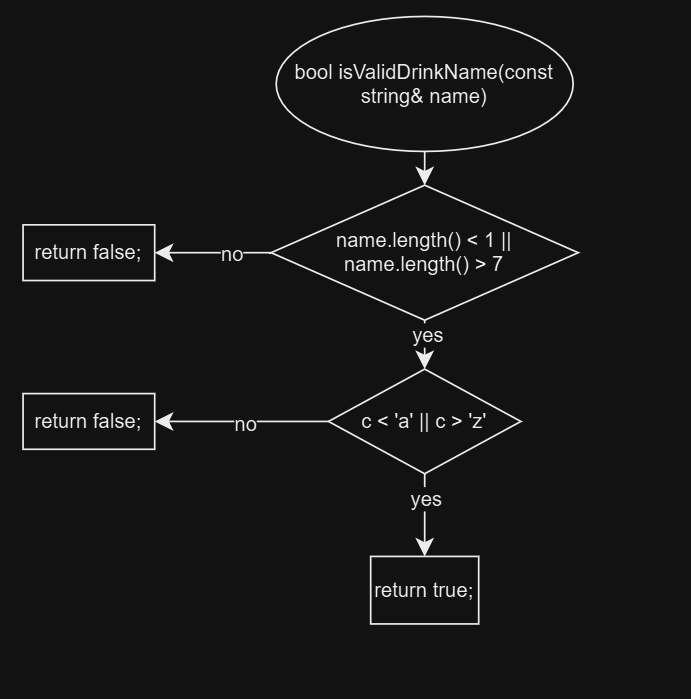 bool isValidDrinkName(const
string& name)
name.length() < 1 ||
name.length() > 7
no
return false;
yes
c < 'a' || c > 'z'
no
return false;
yes
return true;